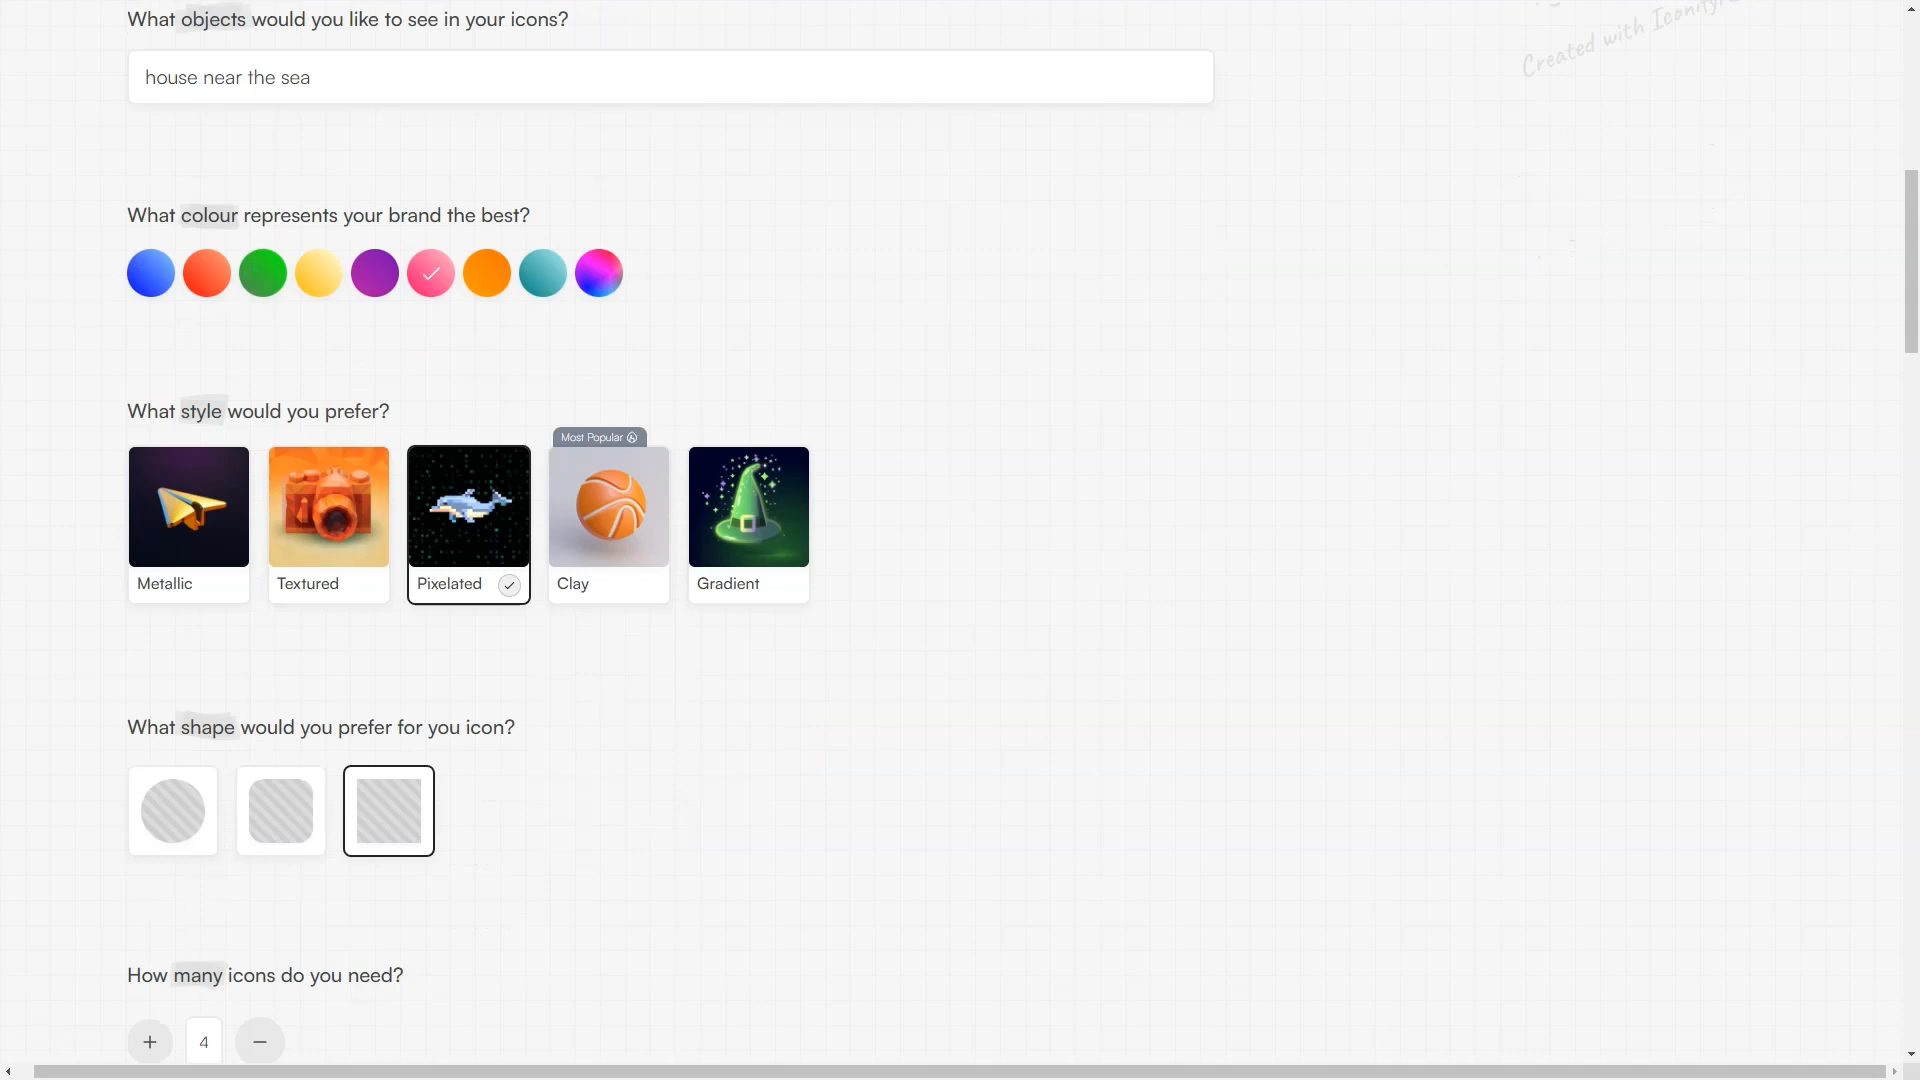 What objects would you like to see in your icons?
Created with
house near the sea
What colour represents your brand the best?
What style would you prefer?
Most Popular
Metallic
Textured
Pixelated
Clay
Gradient
What shape would you prefer for you icon?
How many icons do you need?
4